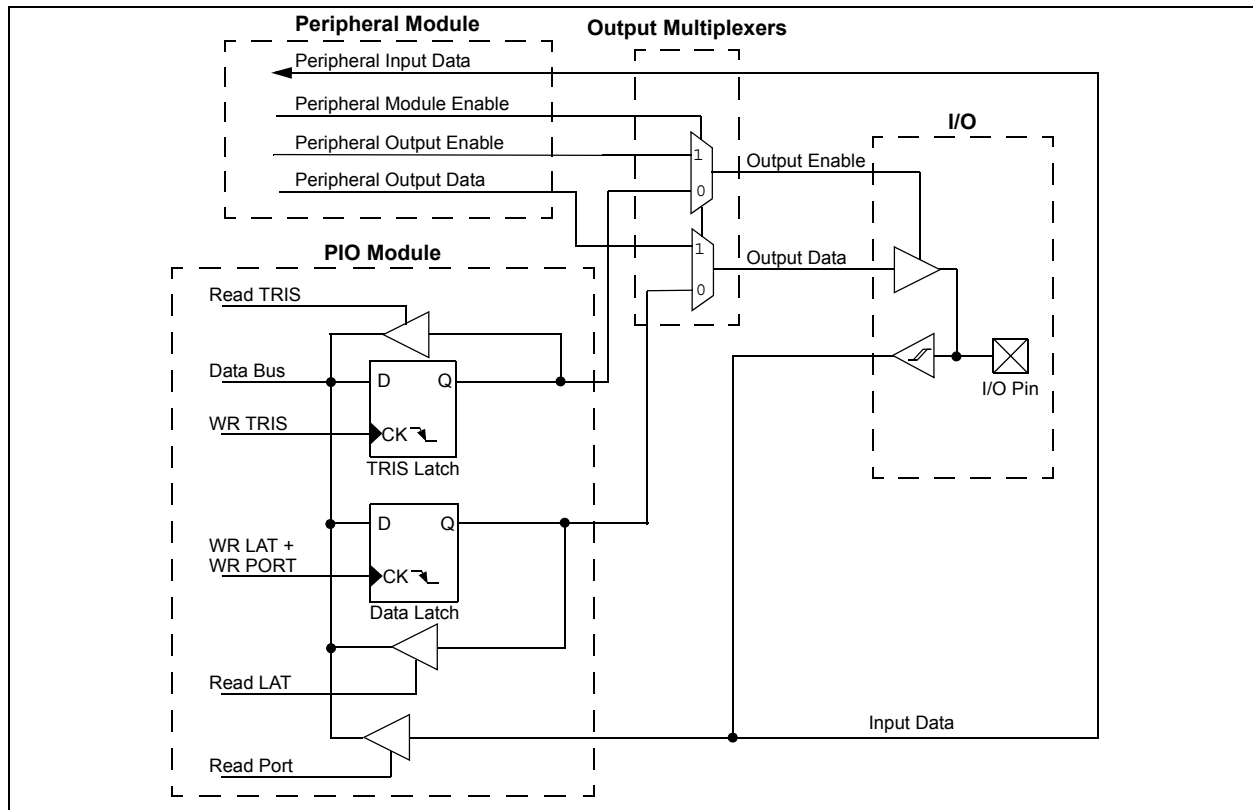 Peripheral Module
Output Multiplexers
Peripheral Input Data
Peripheral Module Enable
I/O
Peripheral Output Enable
1
Output Enable
Peripheral Output Data
0
PIO Module
1
Output Data
0
Read TRIS
Data Bus
D
Q
I/O Pin
WR TRIS
CK
TRIS Latch
D
Q
WR LAT +
WR PORT
CK
Data Latch
Read LAT
Input Data
Read Port